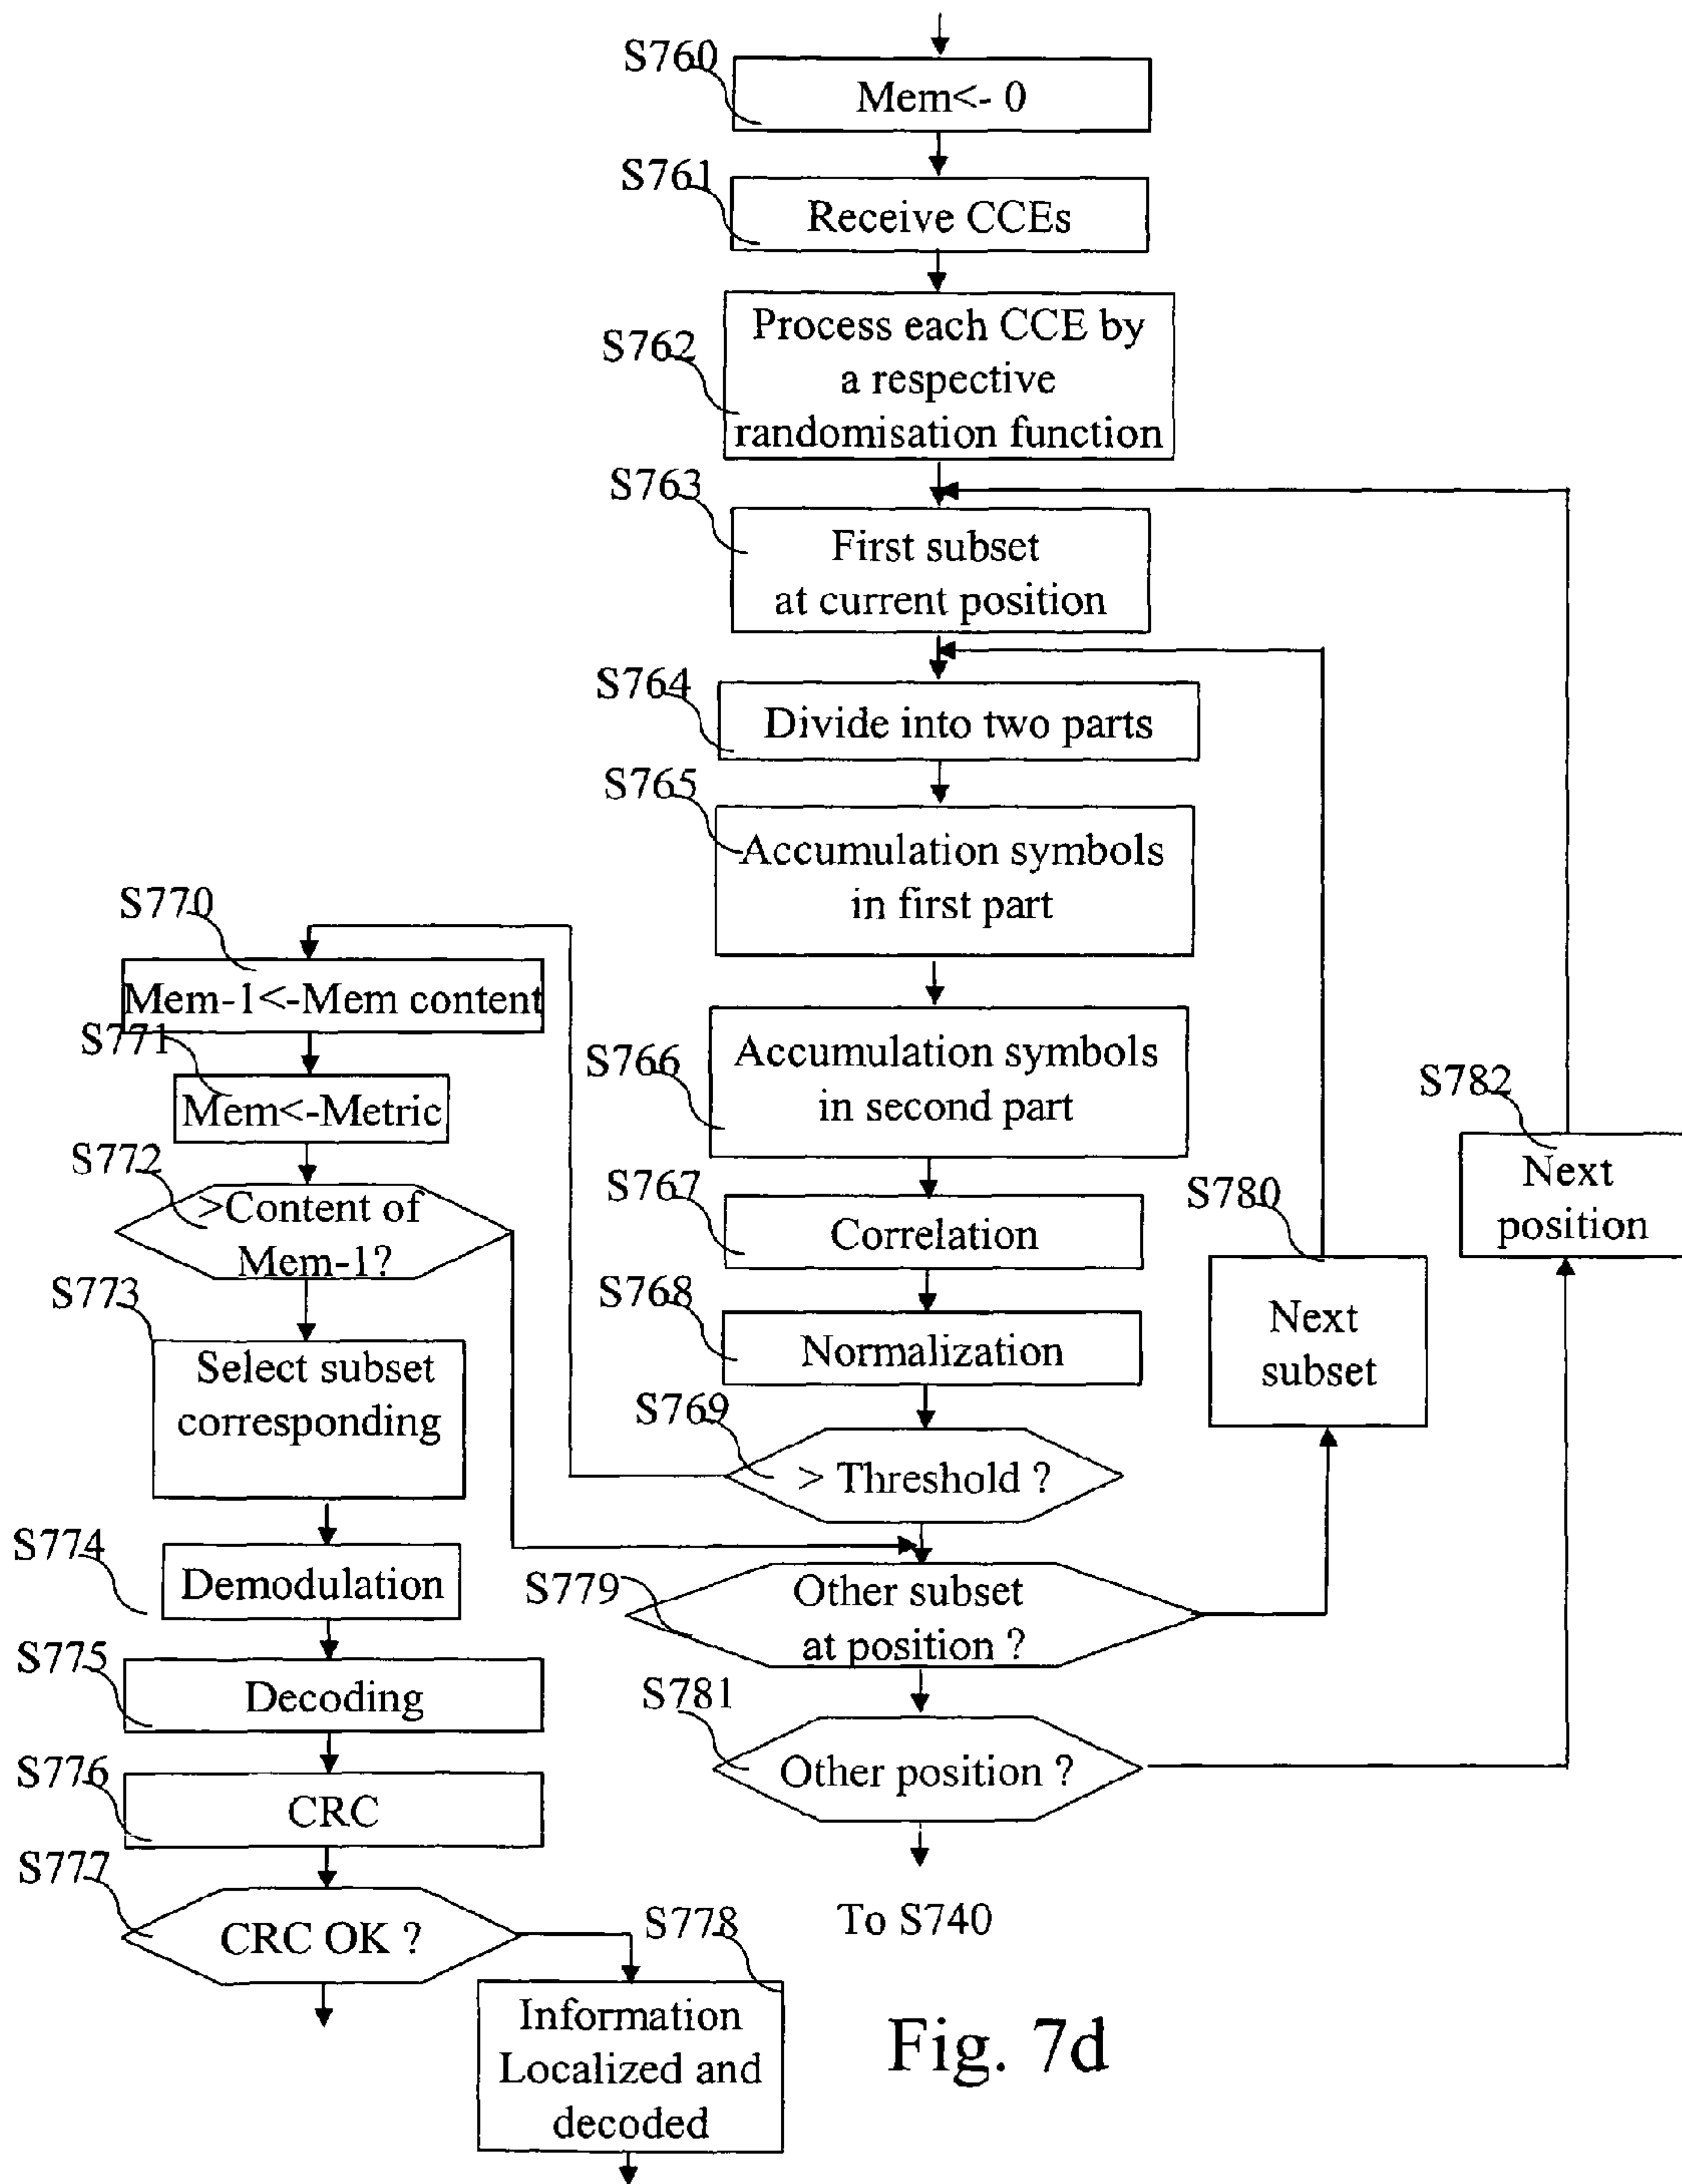 S760
Mem<- 0
S761
Receive CCEs
S762
Process each CCE by
a respective
randomisation function
S763
First subset
at current position
S764
Divide into two parts
S765
Accumulation symbols
in first part
S770
Mem-1<-Mem content
S771
Mem<-Metric
S772
>Content of
Mem-1?
S773
Select subset
corresponding
S774
Demodulation
S775
Decoding
S776
CRC
S777
CRC OK ?
S778
Information
Localized and
decoded
S766
Accumulation symbols
in second part
S767
Correlation
S768
Normalization
S769
> Threshold ?
S779
Other subset
at position ?
S780
Next
subset
S781
Other position ?
S782
Next
position
To S740
Fig. 7d